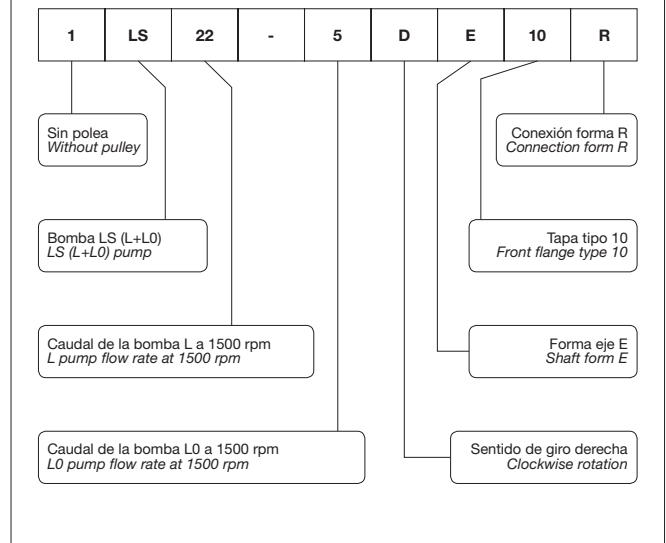 1 LS 22 - 5 D E 10 R
Sin polea
Without pulley
Conexión forma R
Connection form R
Bomba LS (L+L0)
LS (L+L0) pump
Tapa tipo 10
Front flange type 10
Caudal de la bomba L a 1500 rpm
L pump flow rate at 1500 rpm
Forma eje E
Shaft form E
Caudal de la bomba L0 a 1500 rpm
L0 pump flow rate at 1500 rpm
Sentido de giro derecha
Clockwise rotation